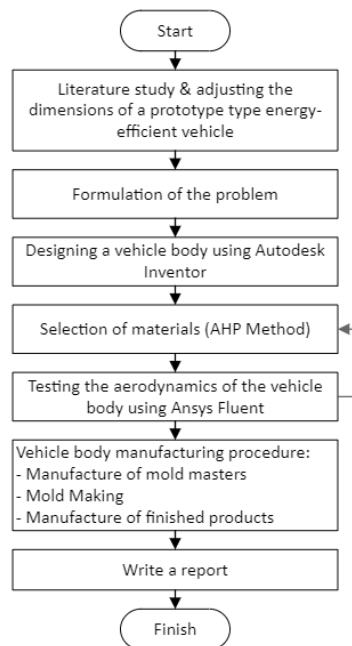 Start
Literature study & adjusting the
dimensions of a prototype type energy-
efficient vehicle
Formulation of the problem
Designing a vehicle body using Autodesk
Inventor
Selection of materials (AHP Method)
Testing the aerodynamics of the vehicle
body using Ansys Fluent
Vehicle body manufacturing procedure:
- Manufacture of mold masters
- Mold Making
- Manufacture of finished products
Write a report
Finish